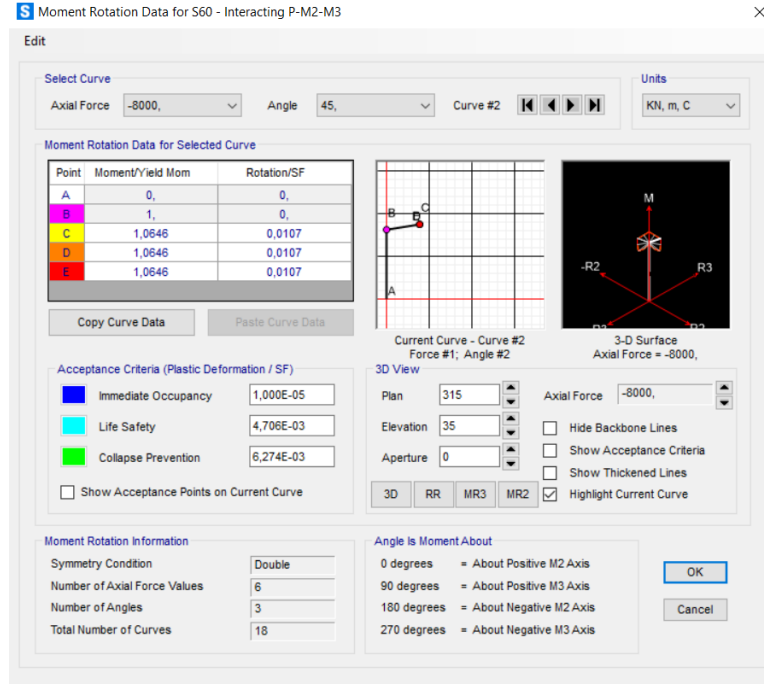 S Moment Rotation Data for S60 - Interacting P-M2-M3
Edit
Select Curve
Axial Force -8000, Angle 45, Curve #2
Units
KN, m, C
Moment Rotation Data for Selected Curve
Point Moment/Yield Mom Rotation/SF
A 0, 0,
B 1, 0,
C 1,0646 0,0107
D 1,0646 0,0107
E 1,0646 0,0107
Copy Curve Data Paste Curve Data
B C
A
Current Curve - Curve #2
Force #1; Angle #2
M
-R2 R3
3-D Surface
Axial Force = -8000,
Acceptance Criteria (Plastic Deformation / SF)
Immediate Occupancy 1,000E-05
Life Safety 4,706E-03
Collapse Prevention 6,274E-03
Show Acceptance Points on Current Curve
3D View
Plan 315
Elevation 35
Aperture 0
3D RR MR3 MR2
Axial Force -8000,
Hide Backbone Lines
Show Acceptance Criteria
Show Thickened Lines
Highlight Current Curve
Moment Rotation Information
Symmetry Condition Double
Number of Axial Force Values 6
Number of Angles 3
Total Number of Curves 18
Angle Is Moment About
0 degrees = About Positive M2 Axis
90 degrees = About Positive M3 Axis
180 degrees = About Negative M2 Axis
270 degrees = About Negative M3 Axis
OK
Cancel